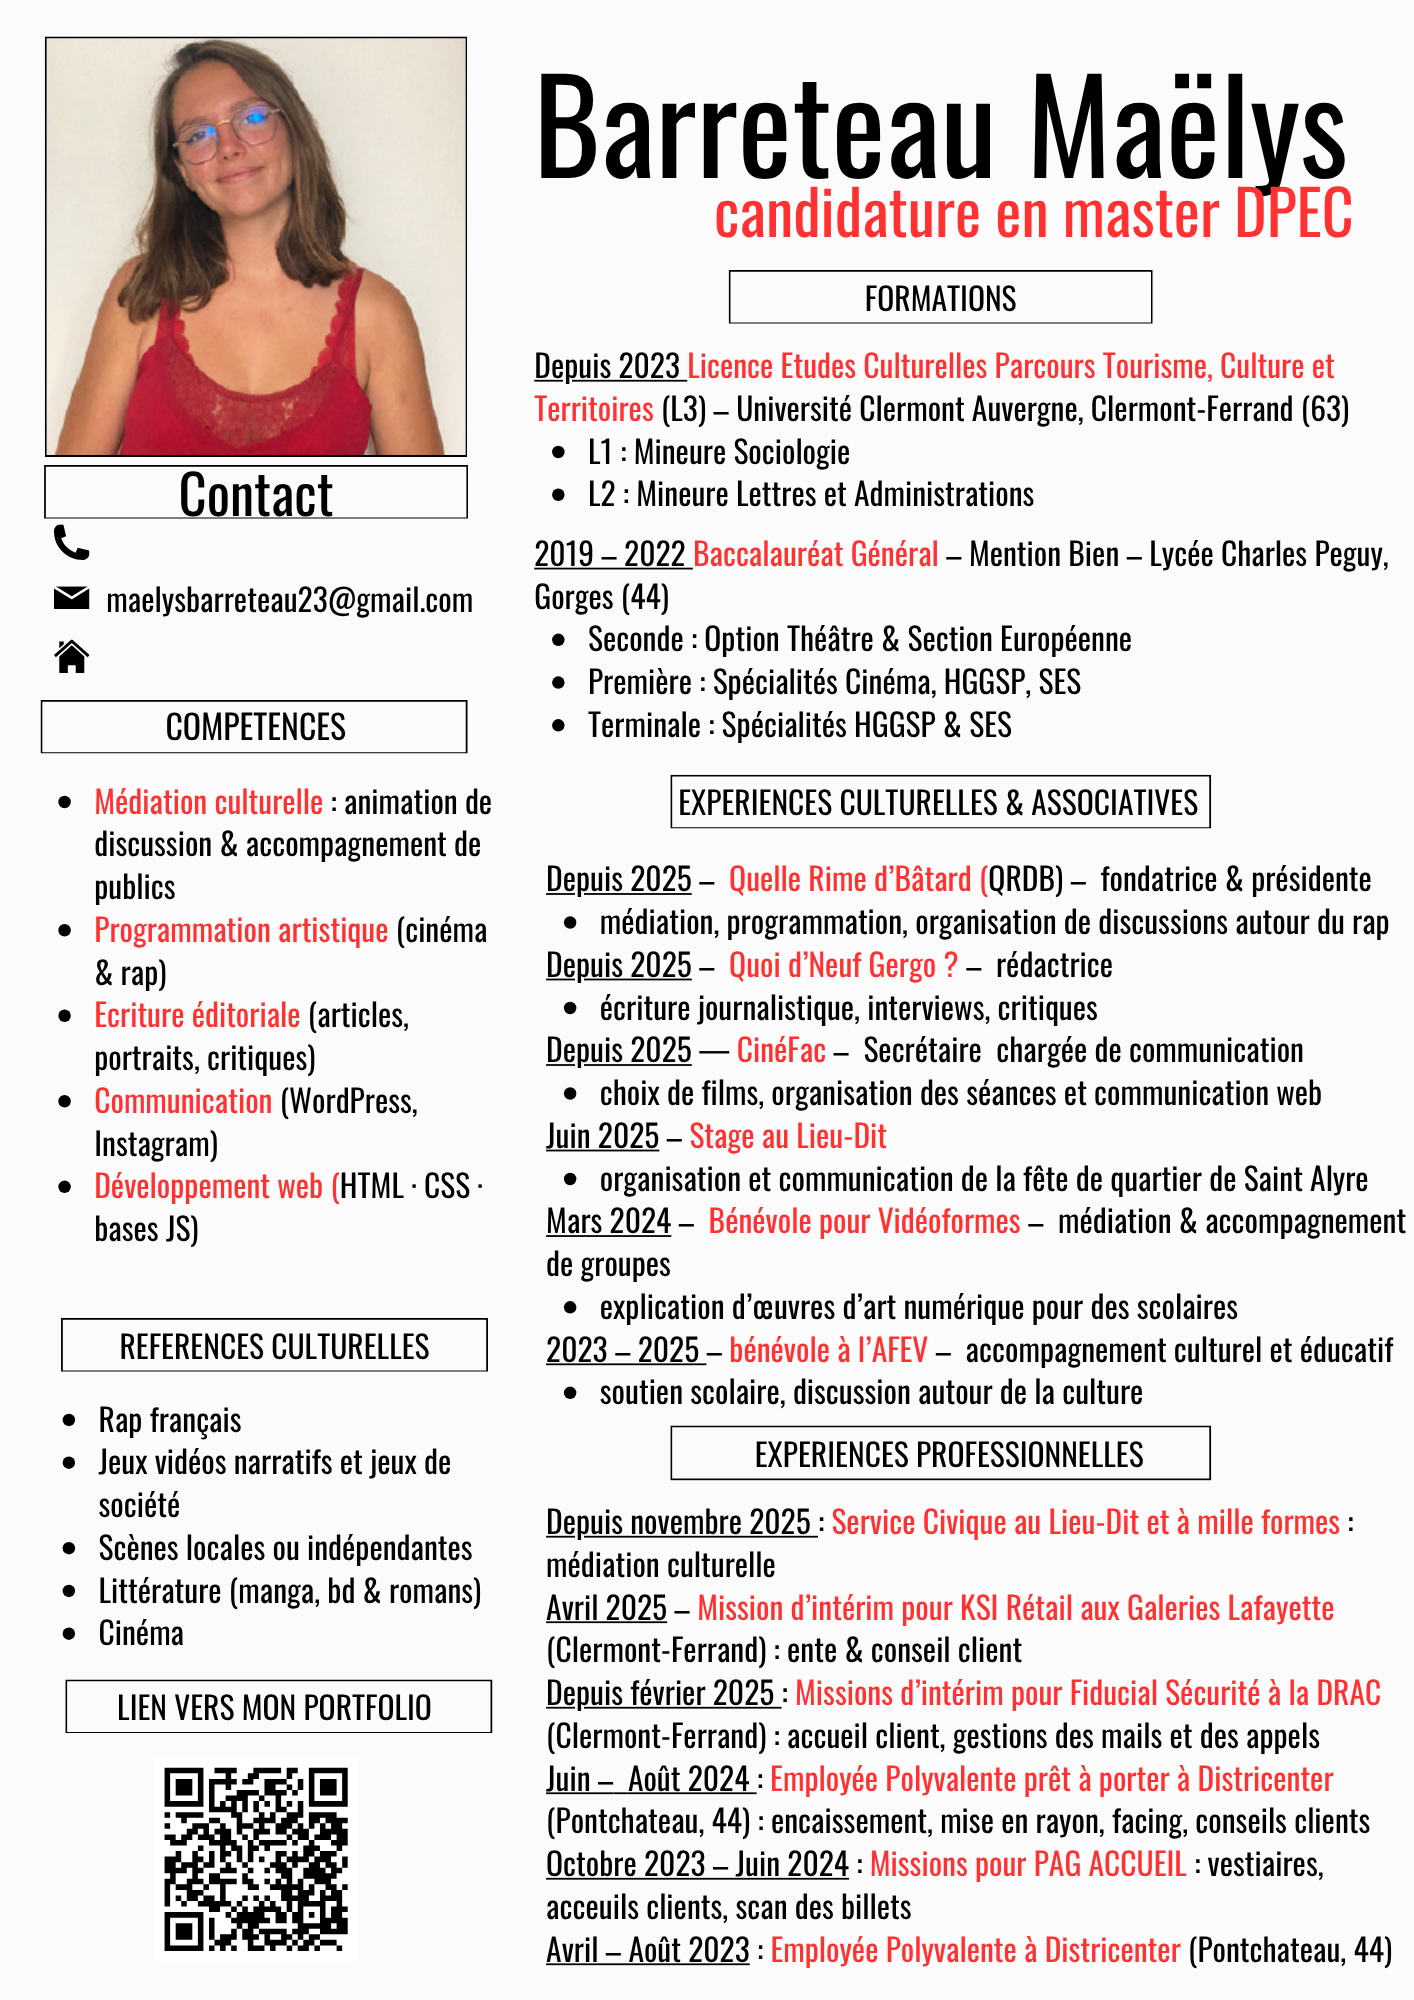 Barreteau Maëlys
candidature en master DPEC
Contact
maelysbarreteau23@gmail.com
COMPETENCES
Médiation culturelle : animation de
discussion & accompagnement de
publics
Programmation artistique (cinéma
& rap)
Ecriture éditoriale (articles,
portraits, critiques)
Communication (WordPress,
Instagram)
Développement web (HTML · CSS ·
bases JS)
REFERENCES CULTURELLES
Rap français
Jeux vidéos narratifs et jeux de
société
Scènes locales ou indépendantes
Littérature (manga, bd & romans)
Cinéma
LIEN VERS MON PORTFOLIO
FORMATIONS
Depuis 2023 Licence Etudes Culturelles Parcours Tourisme, Culture et
Territoires (L3) – Université Clermont Auvergne, Clermont-Ferrand (63)
L1 : Mineure Sociologie
L2 : Mineure Lettres et Administrations
2019 – 2022 Baccalauréat Général – Mention Bien – Lycée Charles Peguy,
Gorges (44)
Seconde : Option Théâtre & Section Européenne
Première : Spécialités Cinéma, HGGSP, SES
Terminale : Spécialités HGGSP & SES
EXPERIENCES CULTURELLES & ASSOCIATIVES
Depuis 2025 – Quelle Rime d'Bâtard (QRDB) – fondatrice & présidente
médiation, programmation, organisation de discussions autour du rap
Depuis 2025 – Quoi d'Neuf Gergo ? – rédactrice
écriture journalistique, interviews, critiques
Depuis 2025 — CinéFac – Secrétaire chargée de communication
choix de films, organisation des séances et communication web
Juin 2025 – Stage au Lieu-Dit
organisation et communication de la fête de quartier de Saint Alyre
Mars 2024 – Bénévole pour Vidéoformes – médiation & accompagnement
de groupes
explication d'œuvres d'art numérique pour des scolaires
2023 – 2025 – bénévole à l'AFEV – accompagnement culturel et éducatif
soutien scolaire, discussion autour de la culture
EXPERIENCES PROFESSIONNELLES
Depuis novembre 2025 : Service Civique au Lieu-Dit et à mille formes :
médiation culturelle
Avril 2025 – Mission d'intérim pour KSI Rétail aux Galeries Lafayette
(Clermont-Ferrand) : ente & conseil client
Depuis février 2025 : Missions d'intérim pour Fiducial Sécurité à la DRAC
(Clermont-Ferrand) : accueil client, gestions des mails et des appels
Juin – Août 2024 : Employée Polyvalente prêt à porter à Districenter
(Pontchateau, 44) : encaissement, mise en rayon, facing, conseils clients
Octobre 2023 – Juin 2024 : Missions pour PAG ACCUEIL : vestiaires,
acceuils clients, scan des billets
Avril – Août 2023 : Employée Polyvalente à Districenter (Pontchateau, 44)